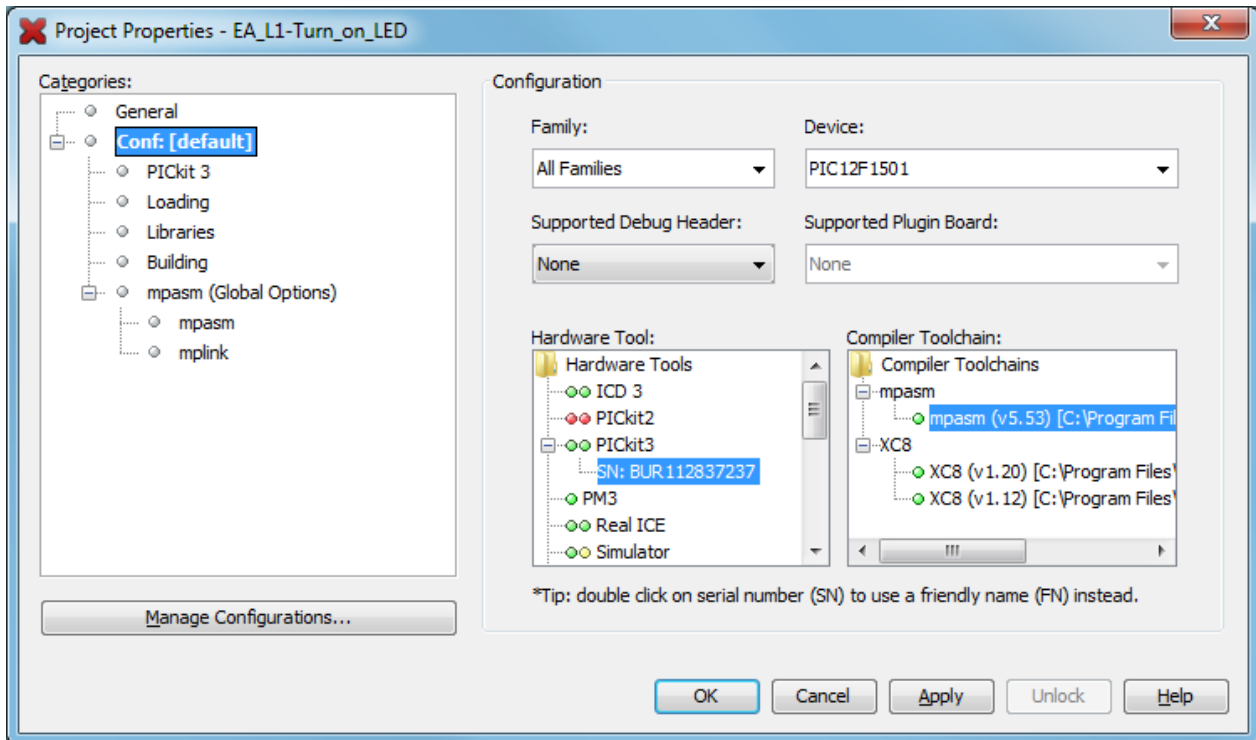 Project Properties - EA_L1-Turn_on_LED
x
Categories:
General
Conf: [default]
PICkit 3
Loading
Libraries
Building
mpasm (Global Options)
mpasm
mplink
Manage Configurations...
Configuration
Family:
All Families
Device:
PIC12F1501
Supported Debug Header:
None
Supported Plugin Board:
None
Hardware Tool:
Hardware Tools
ICD 3
PICkit2
PICkit3
SN: BUR112837237
PM3
Real ICE
Simulator
Compiler Toolchain:
Compiler Toolchains
mpasm
mpasm (v5.53) [C:\Program Fil
XC8
XC8 (v1.20) [C:\Program Files\
XC8 (v1.12) [C:\Program Files\
*Tip: double click on serial number (SN) to use a friendly name (FN) instead.
OK
Cancel
Apply
Unlock
Help